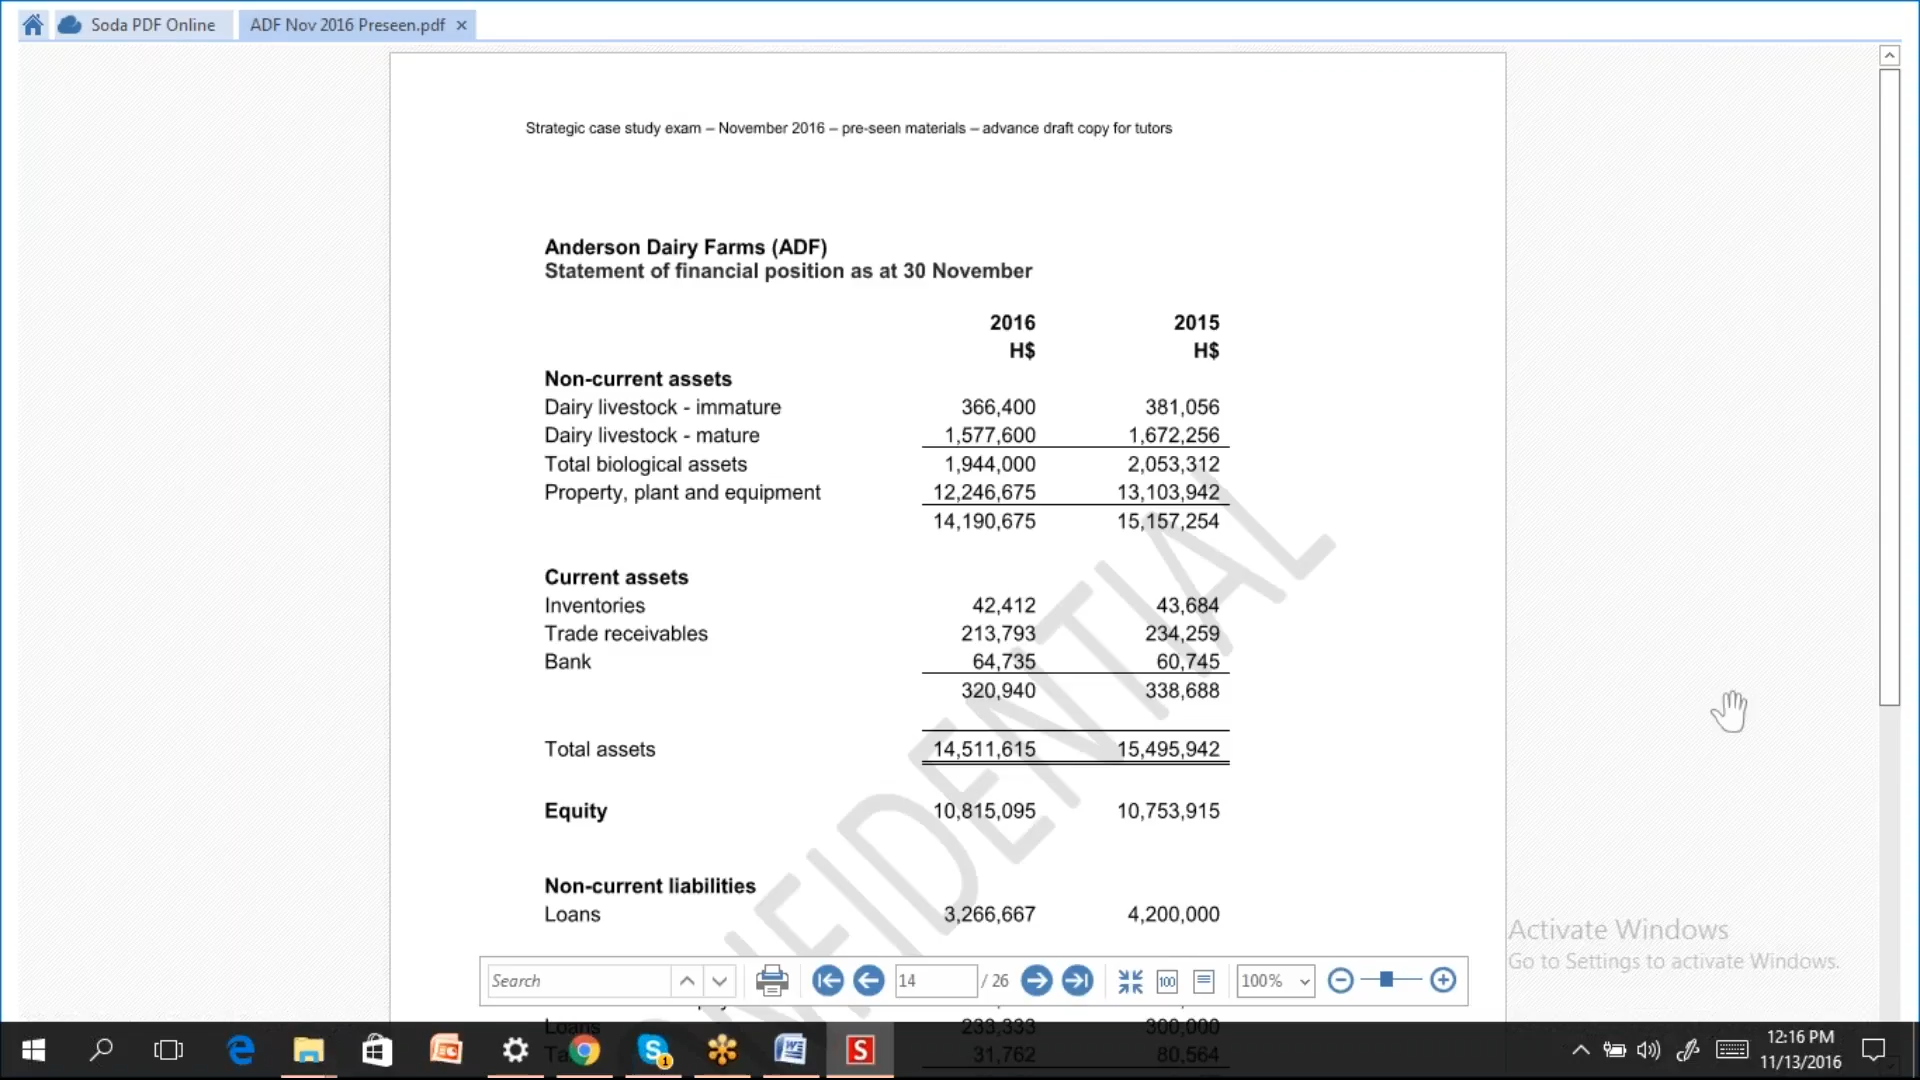 Soda PDF Online ADF Nov 2016 Preseen.pdf ×
Strategic case study exam – November 2016 – pre-seen materials – advance draft copy for tutors
Anderson Dairy Farms (ADF)
Statement of financial position as at 30 November
2016 2015
H$ H$
Non-current assets
Dairy livestock - immature 366,400 381,056
Dairy livestock - mature 1,577,600 1,672,256
Total biological assets 1,944,000 2,053,312
Property, plant and equipment 12,246,675 13,103,942
14,190,675 15,157,254
Current assets
Inventories 42,412 43,684
Trade receivables 213,793 234,259
Bank 64,735 60,745
320,940 338,688
Total assets 14,511,615 15,495,942
Equity 10,815,095 10,753,915
Non-current liabilities
Loans 3,266,667 4,200,000
NFIDENTIAL
Activate Windows
Go to Settings to activate Windows.
Search 14 / 26 100 100%
Loans 233,333 300,000
31,762 80,564
12:16 PM
11/13/2016